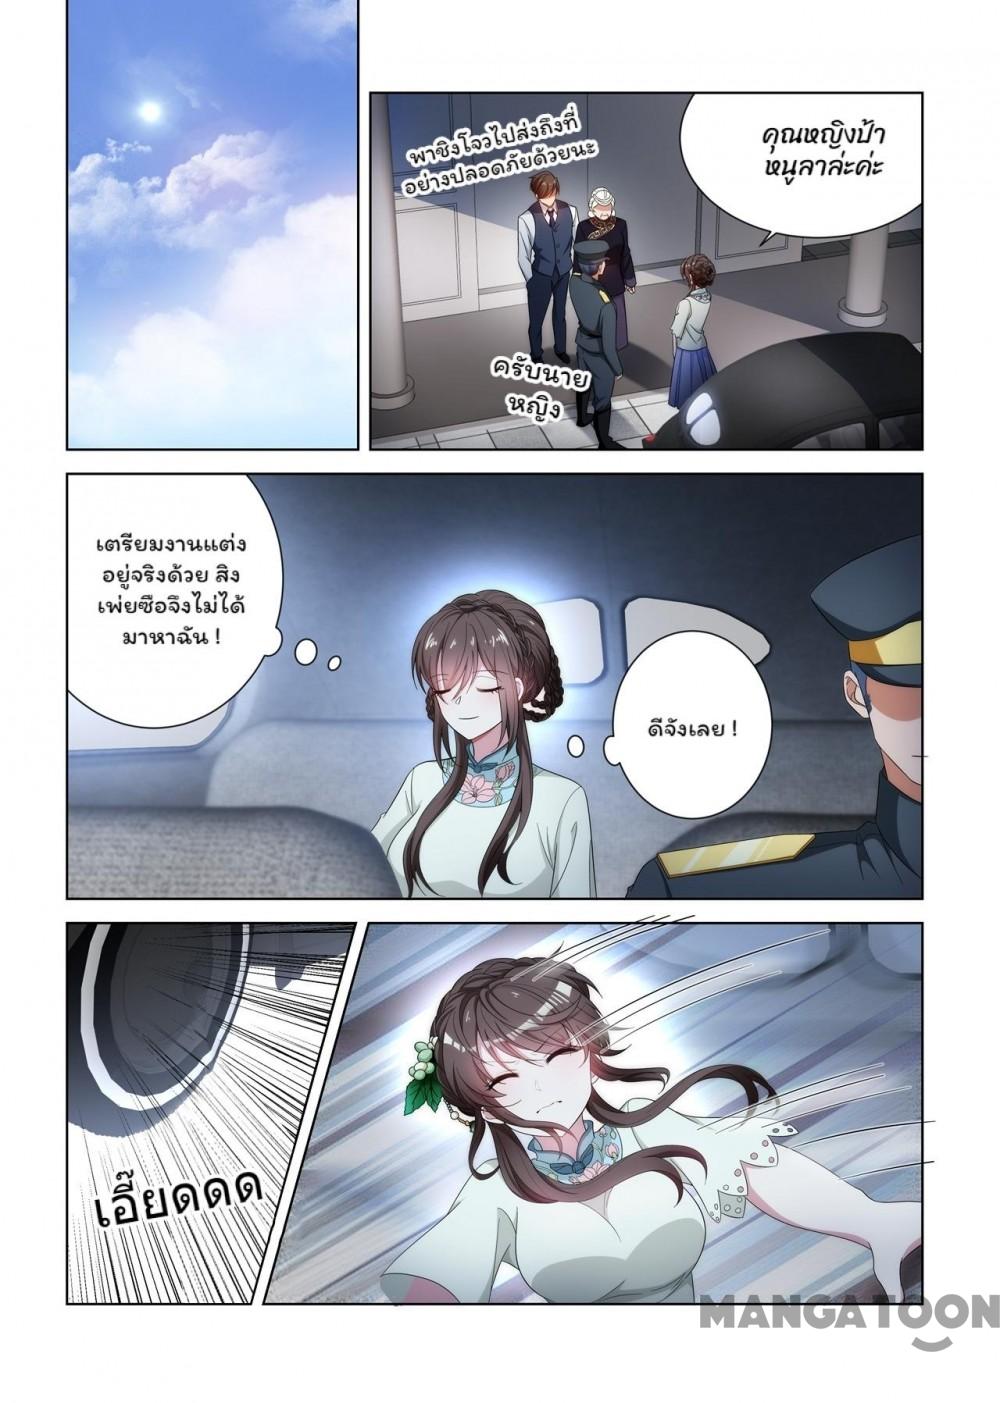 พาชิงโจวไปส่งถึงที่
อย่างปลอดภัยด้วยนะ
คุณหญิงป้า
หนูลาล่ะค่ะ
ครับนาย
หญิง
เตรียมงานแต่ง
อยู่จริงด้วย สิง
เพ่ยซือจึงไม่ได้
มาหาฉัน !
ดีจังเลย !
เอี๊ยดดด
MANGATOON